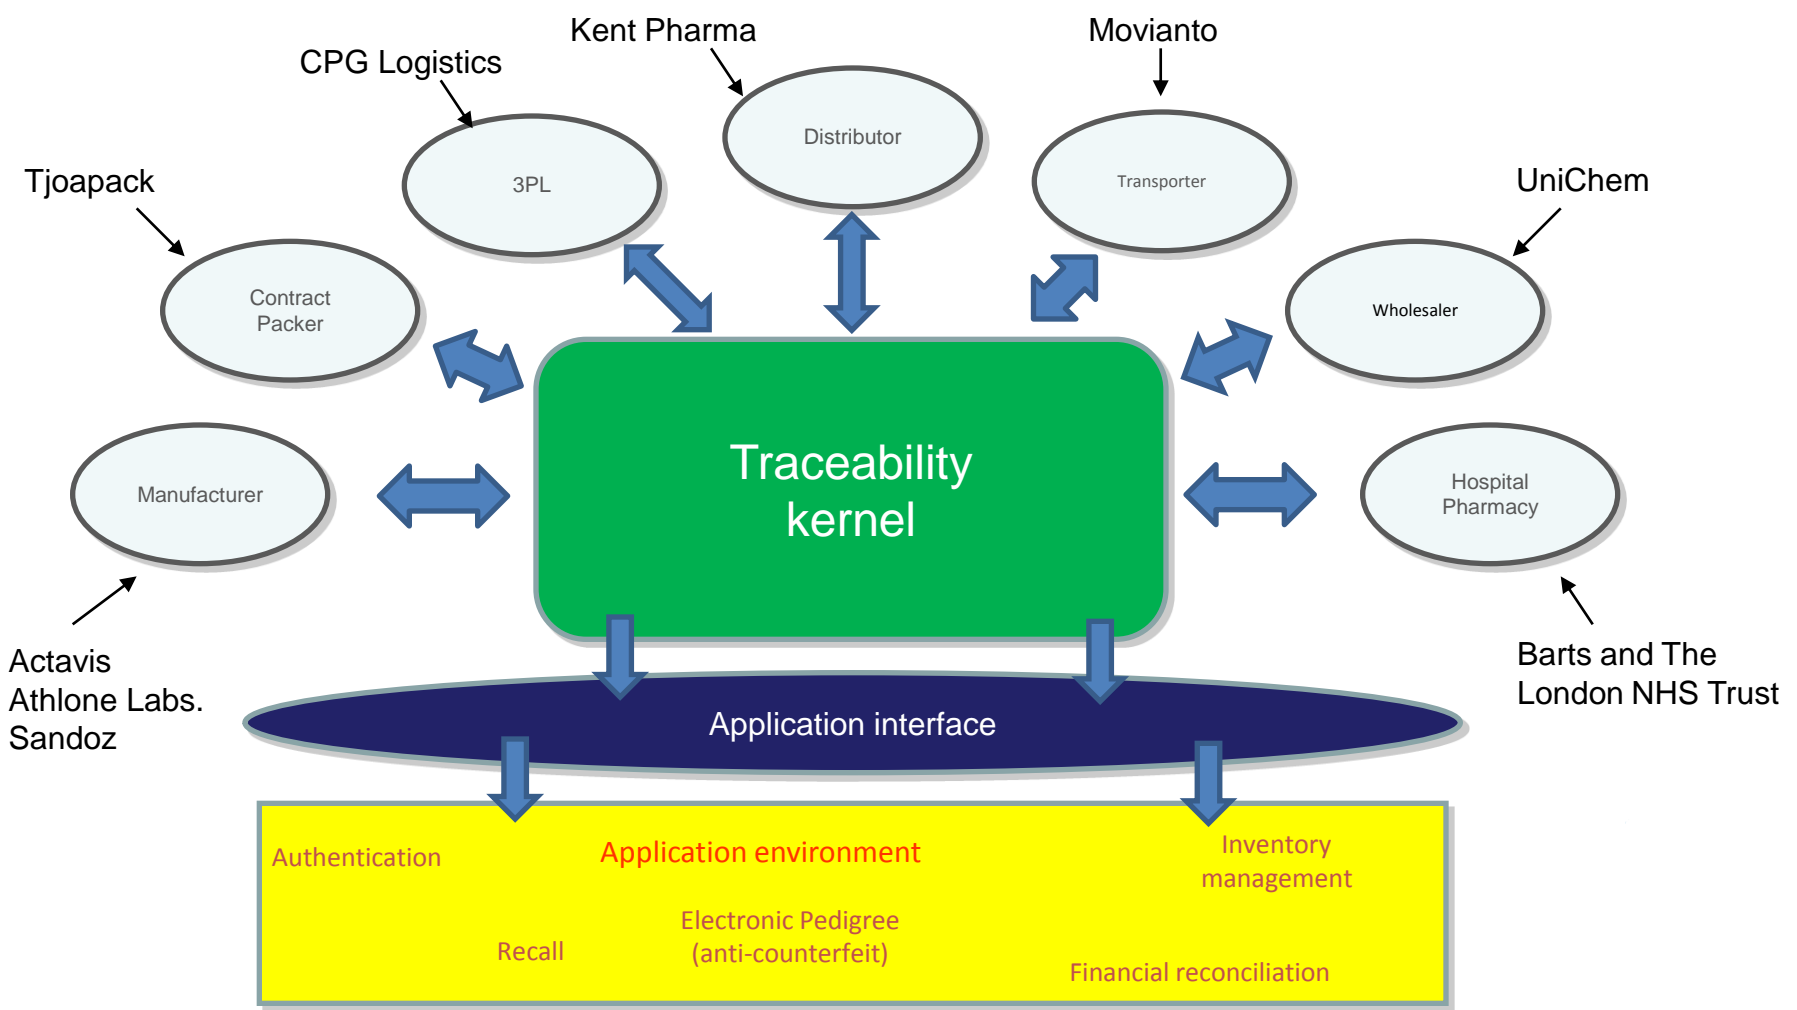 Kent Pharma
Movianto
CPG Logistics
Distributor
Tjoapack
3PL
Transporter
UniChem
Contract
Packer
Wholesaler
Manufacturer
Traceability
kernel
Hospital
Pharmacy
Actavis
Athlone Labs.
Sandoz
Barts and The
London NHS Trust
Application interface
Authentication
Application environment
Inventory
management
Recall
Electronic Pedigree
(anti-counterfeit)
Financial reconciliation